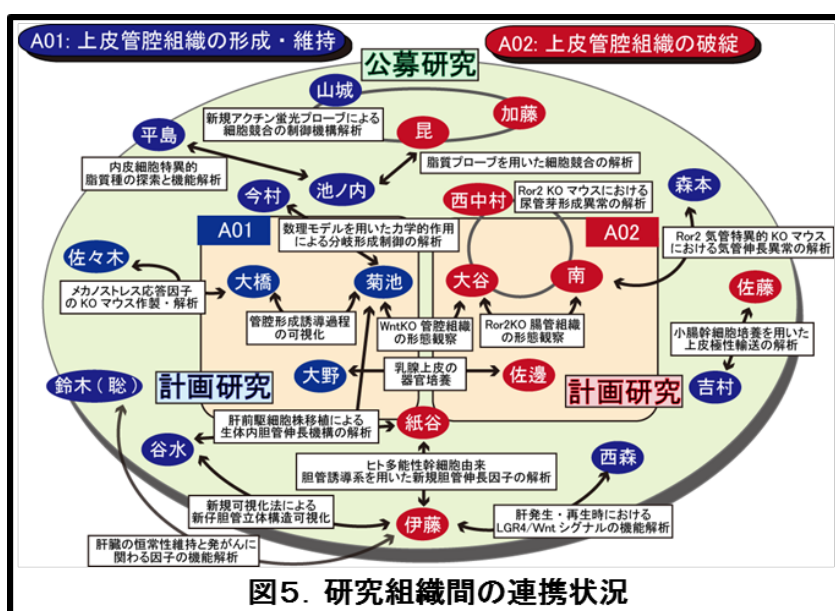 A01: 上皮管腔組織の形成・維持
A02: 上皮管腔組織の破綻
公募研究
山城
加藤
新規アクチン蛍光プローブによる
細胞競合の制御機構解析
昆
平島
脂質プローブを用いた細胞競合の解析
内皮細胞特異的
脂質種の探索と機能解析
池ノ内
今村
西中村
Ror2 KO マウスにおける
尿管芽形成異常の解析
森本
A01
数理モデルを用いた力学的作用
による分岐形成制御の解析
A02
Ror2 気管特異的 KO マウス
における気管伸長異常の解析
佐々木
大橋
菊池
大谷
南
メカノストレス応答因子
の KO マウス作製・解析
佐藤
管腔形成誘導過程
の可視化
WntKO 管腔組織
の形態観察
Ror2KO 腸管組織
の形態観察
小腸幹細胞培養を用いた
上皮極性輸送の解析
大野
乳腺上皮の
器官培養
佐邊
鈴木(聡)
計画研究
計画研究
吉村
肝前駆細胞株移植による
生体内胆管伸長機構の解析
紙谷
谷水
ヒト多能性幹細胞由来
胆管誘導系を用いた新規胆管伸長因子の解析
西森
新規可視化法による
新仔胆管立体構造可視化
伊藤
肝発生・再生時における
LGR4/Wnt シグナルの機能解析
肝臓の恒常性維持と発がんに
関わる因子の機能解析
図5. 研究組織間の連携状況